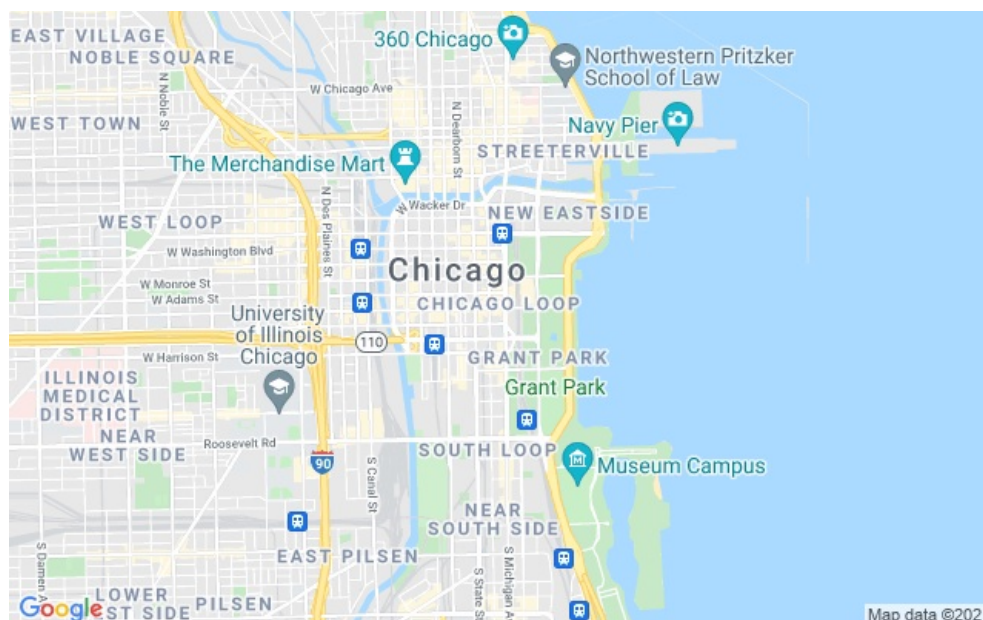 EAST VILLAGE
NOBLE SQUARE
360 Chicago
Northwestern Pritzker
School of Law
W Chicago Ave
N Noble St
N Dearborn St
WEST TOWN
Navy Pier
STREETERVILLE
The Merchandise Mart
N Des Plaines St
W Wacker Dr
NEW EASTSIDE
WEST LOOP
W Washington Blvd
Chicago
W Monroe St
W Adams St
CHICAGO LOOP
University
of Illinois
Chicago
110
W Harrison St
GRANT PARK
ILLINOIS
MEDICAL
DISTRICT
Grant Park
NEAR
WEST SIDE
Roosevelt Rd
SOUTH LOOP
90
S Canal St
Museum Campus
NEAR
SOUTH SIDE
EAST PILSEN
S Damen A
S State St
S Michigan Av
LOWER
ST SIDE
PILSEN
Google
Map data ©202